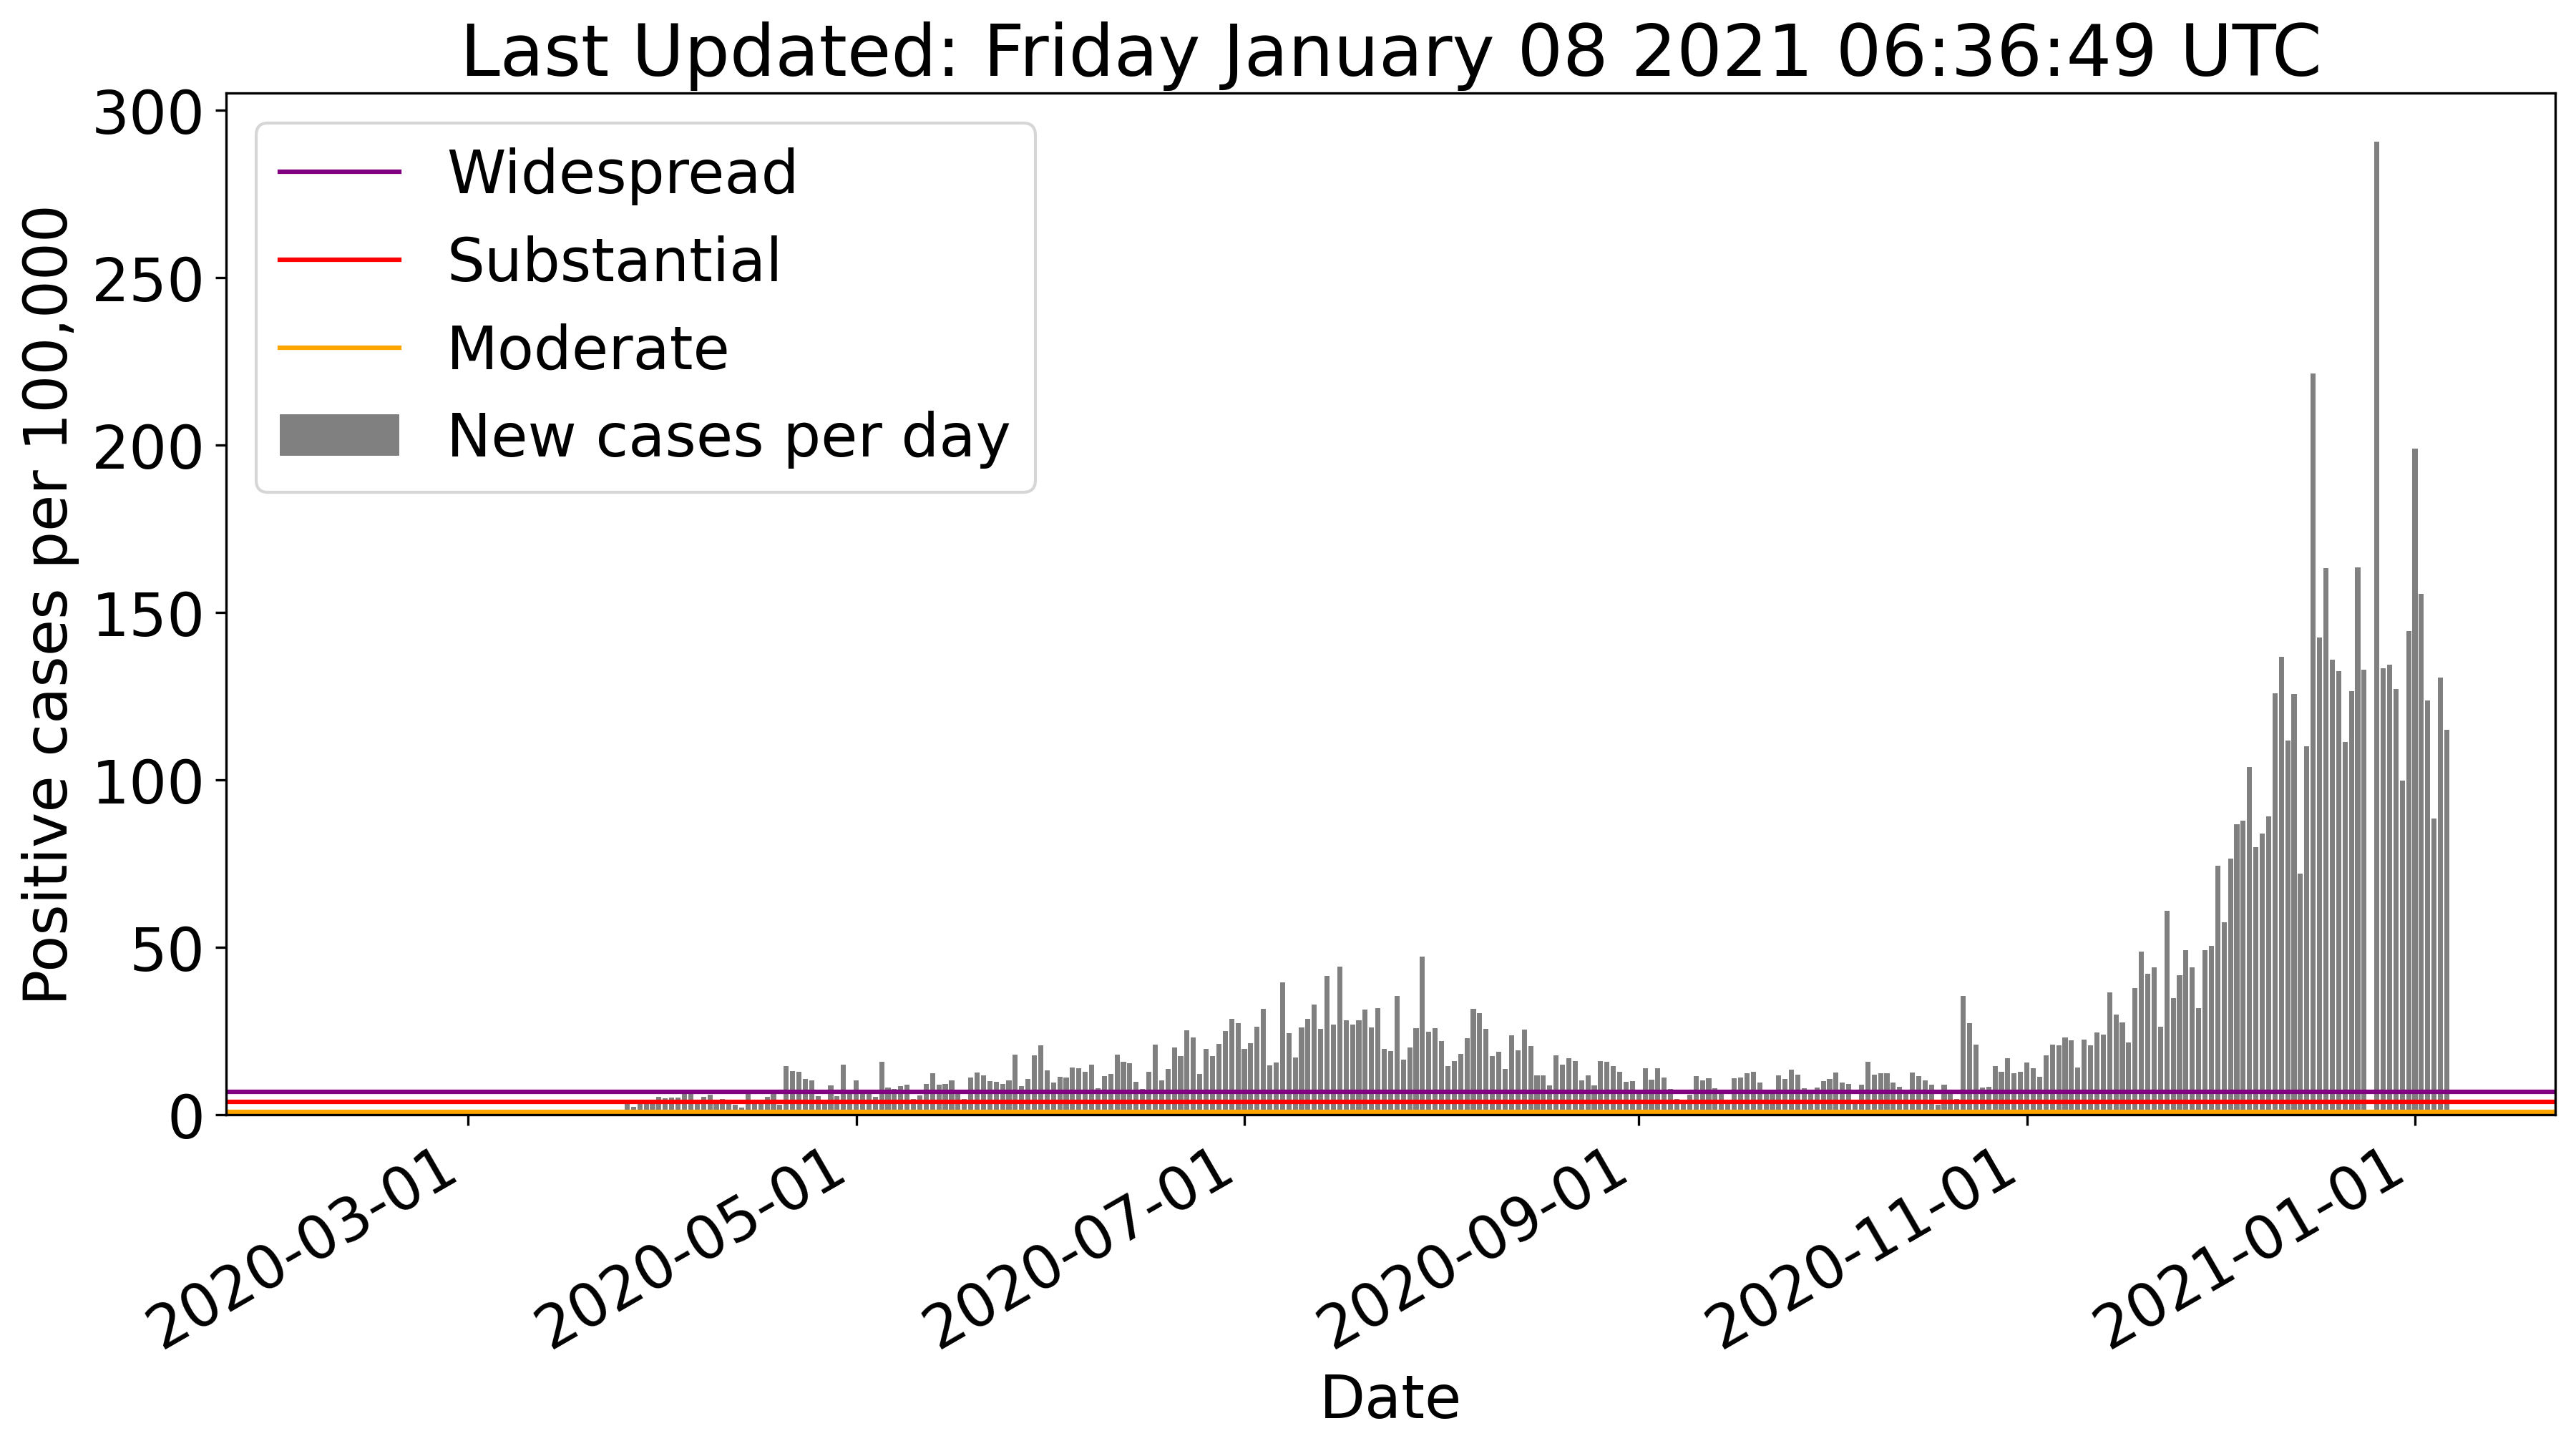 Last Updated: Friday January 08 2021 06:36:49 UTC
Positive cases per 100,000
300
250
200
150
100
50
0
Widespread
Substantial
Moderate
New cases per day
2020-03-01
2020-05-01
2020-07-01
2020-09-01
2020-11-01
2021-01-01
Date